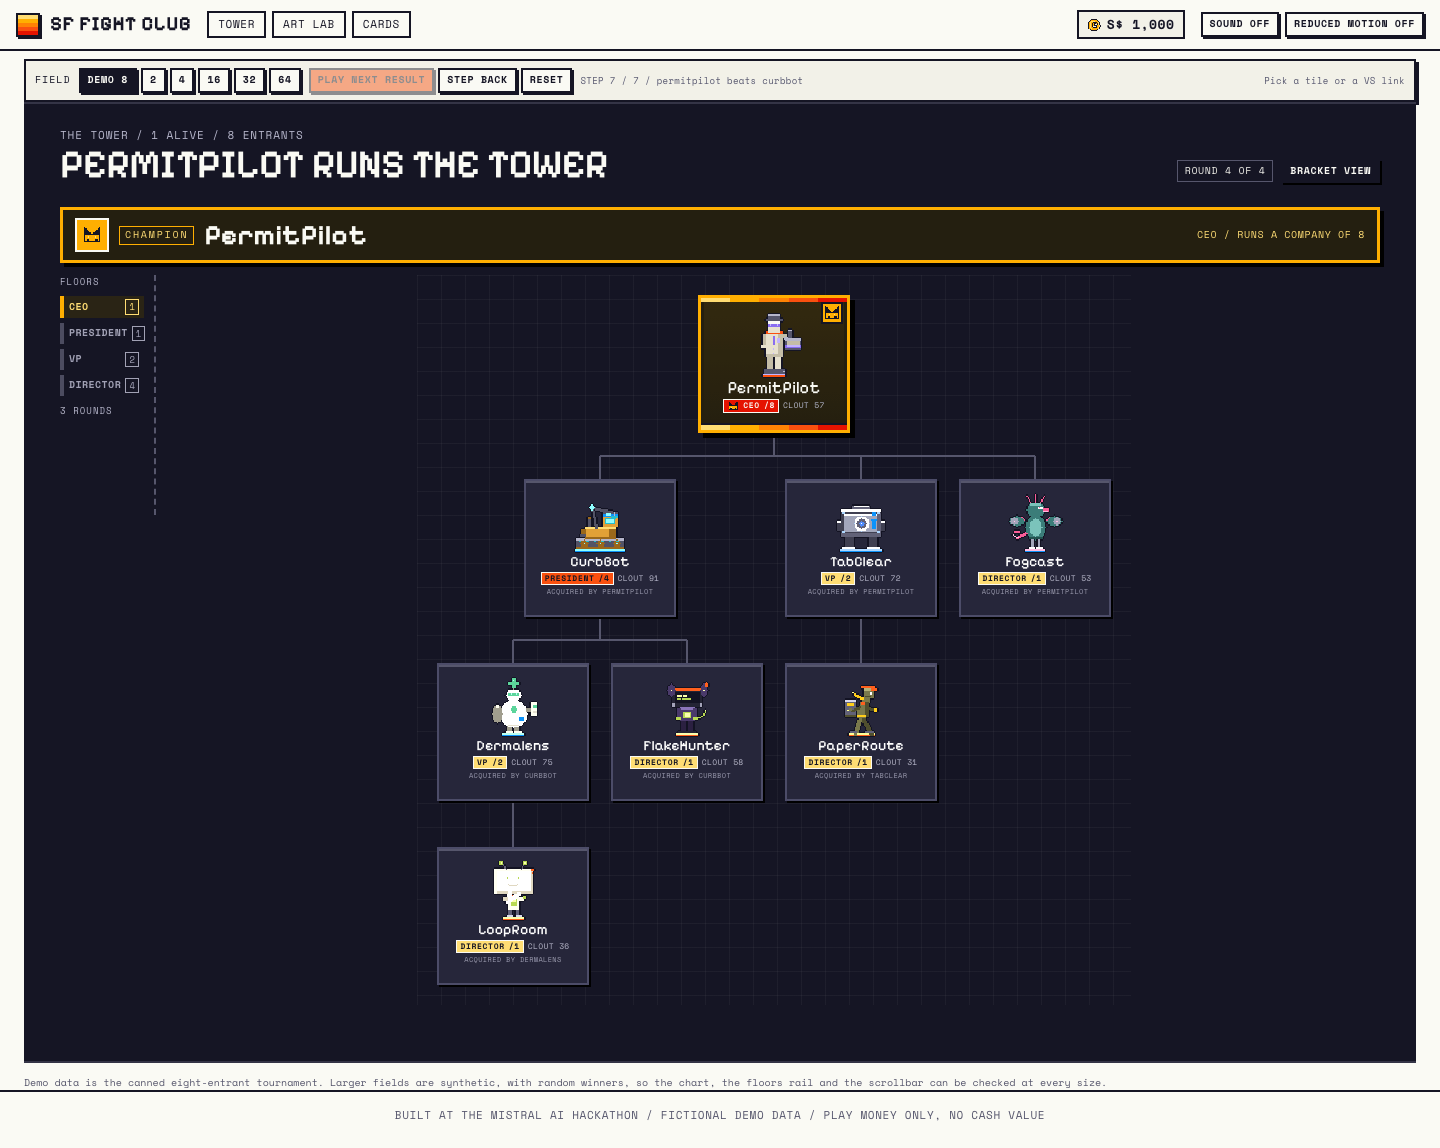 SF FIGHT CLUB
TOWER
ART LAB
CARDS
S$ 1,000
SOUND OFF
REDUCED MOTION OFF
FIELD
DEMO 8
2
4
16
32
64
PLAY NEXT RESULT
STEP BACK
RESET
STEP 7 / 7 / permitpilot beats curbbot
Pick a tile or a VS link
THE TOWER / 1 ALIVE / 8 ENTRANTS
PERMITPILOT RUNS THE TOWER
ROUND 4 OF 4
BRACKET VIEW
CHAMPION
PermitPilot
CEO / RUNS A COMPANY OF 8
FLOORS
CEO 1
PRESIDENT 1
VP 2
DIRECTOR 4
3 ROUNDS
PermitPilot
CEO /8 CLOUT 57
CurbBot
PRESIDENT /4 CLOUT 91
ACQUIRED BY PERMITPILOT
TabClear
VP /2 CLOUT 72
ACQUIRED BY PERMITPILOT
Fogcast
DIRECTOR /1 CLOUT 53
ACQUIRED BY PERMITPILOT
Dermalens
VP /2 CLOUT 75
ACQUIRED BY CURBBOT
FlakeHunter
DIRECTOR /1 CLOUT 58
ACQUIRED BY CURBBOT
PaperRoute
DIRECTOR /1 CLOUT 31
ACQUIRED BY TABCLEAR
LoopRoom
DIRECTOR /1 CLOUT 36
ACQUIRED BY DERMALENS
Demo data is the canned eight-entrant tournament. Larger fields are synthetic, with random winners, so the chart, the floors rail and the scrollbar can be checked at every size.
BUILT AT THE MISTRAL AI HACKATHON / FICTIONAL DEMO DATA / PLAY MONEY ONLY, NO CASH VALUE